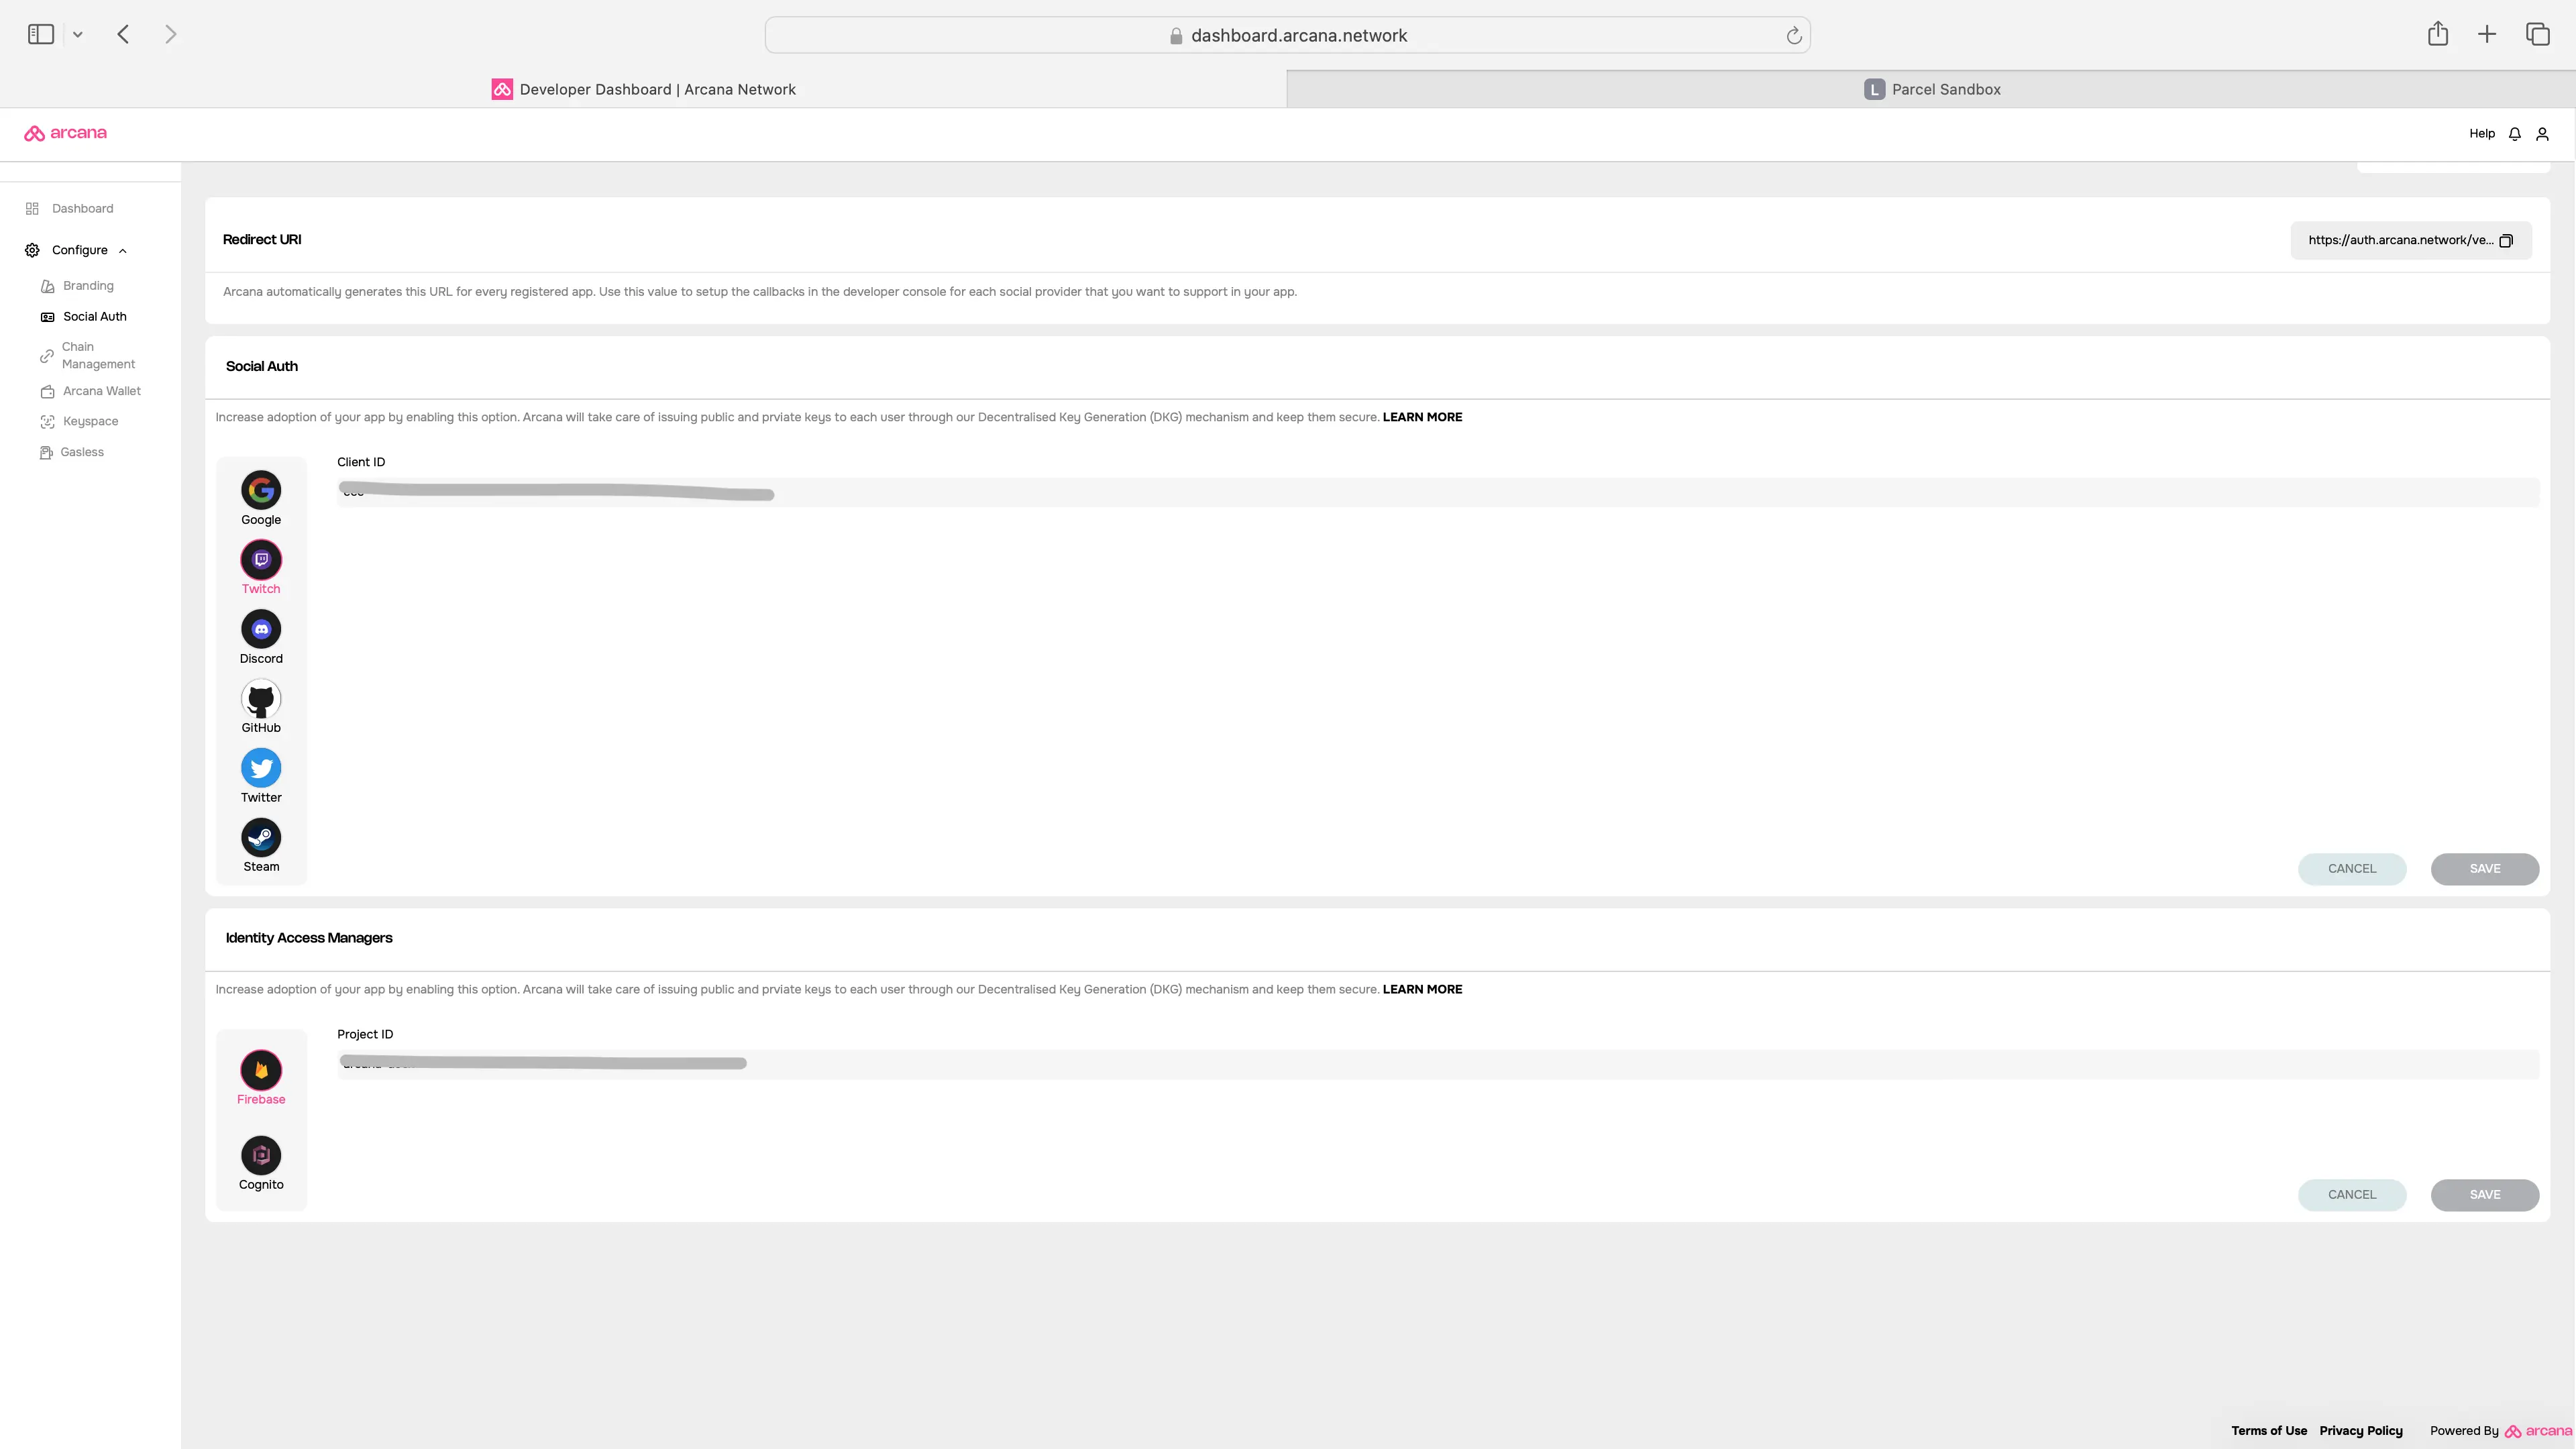 dashboard.arcana.network
Developer Dashboard | Arcana Network
L Parcel Sandbox
arcana
Help
Dashboard
Configure
Branding
Social Auth
Chain
Management
Arcana Wallet
Keyspace
Gasless
Redirect URI
https://auth.arcana.network/ve...
Arcana automatically generates this URL for every registered app. Use this value to setup the callbacks in the developer console for each social provider that you want to support in your app.
Social Auth
Increase adoption of your app by enabling this option. Arcana will take care of issuing public and prviate keys to each user through our Decentralised Key Generation (DKG) mechanism and keep them secure. LEARN MORE
Client ID
Google
Twitch
Discord
GitHub
Twitter
Steam
CANCEL
SAVE
Identity Access Managers
Increase adoption of your app by enabling this option. Arcana will take care of issuing public and prviate keys to each user through our Decentralised Key Generation (DKG) mechanism and keep them secure. LEARN MORE
Project ID
Firebase
Cognito
CANCEL
SAVE
Terms of Use Privacy Policy Powered By arcana